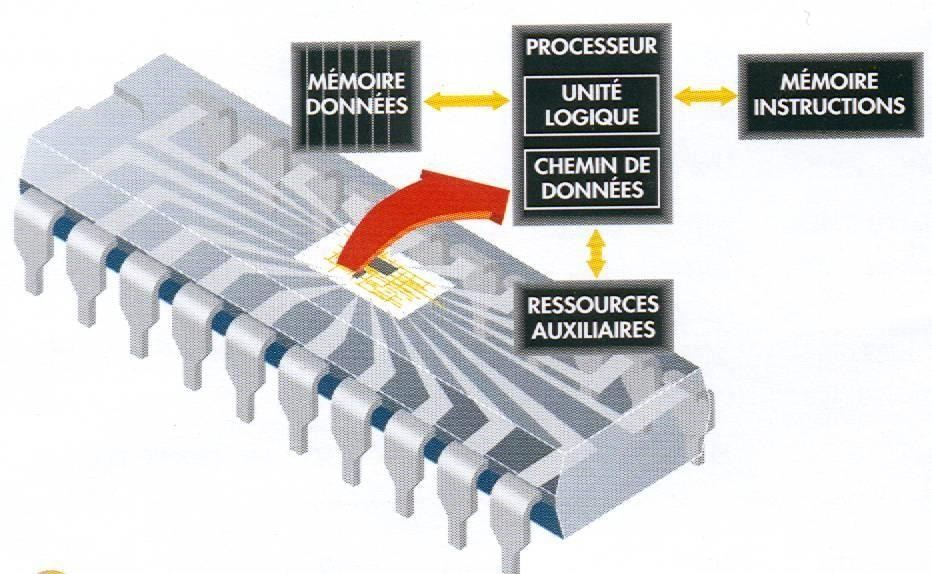 MÉMOIRE
DONNÉES
PROCESSEUR
UNITÉ
LOGIQUE
CHEMIN DE
DONNÉES
MÉMOIRE
INSTRUCTIONS
RESSOURCES
AUXILIAIRES